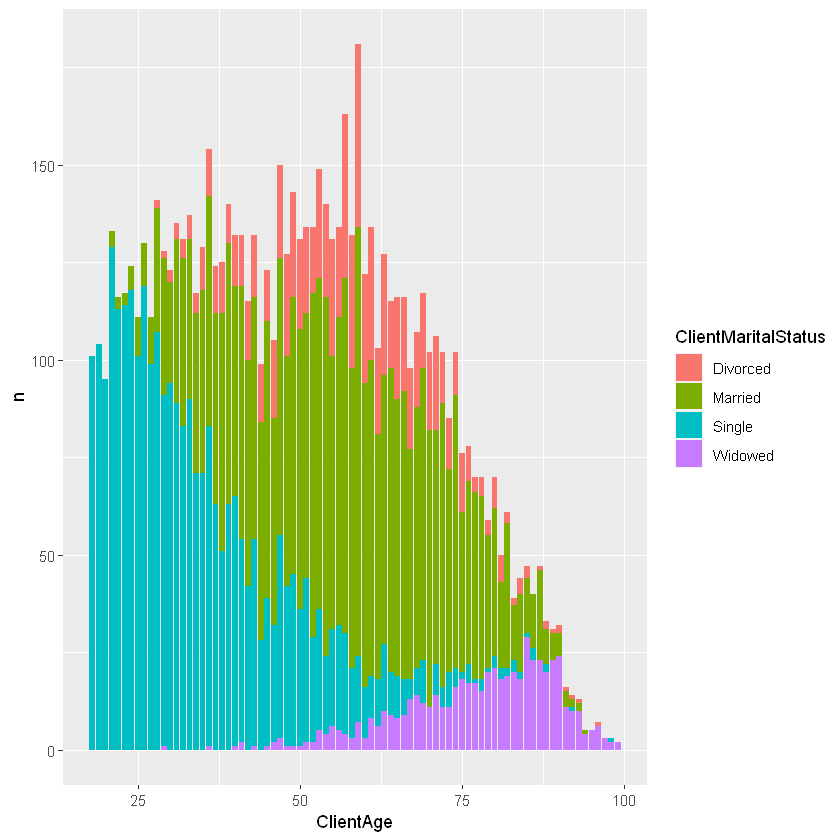 150
100
50
0
n
25
50
75
100
ClientAge
ClientMaritalStatus
Divorced
Married
Single
Widowed